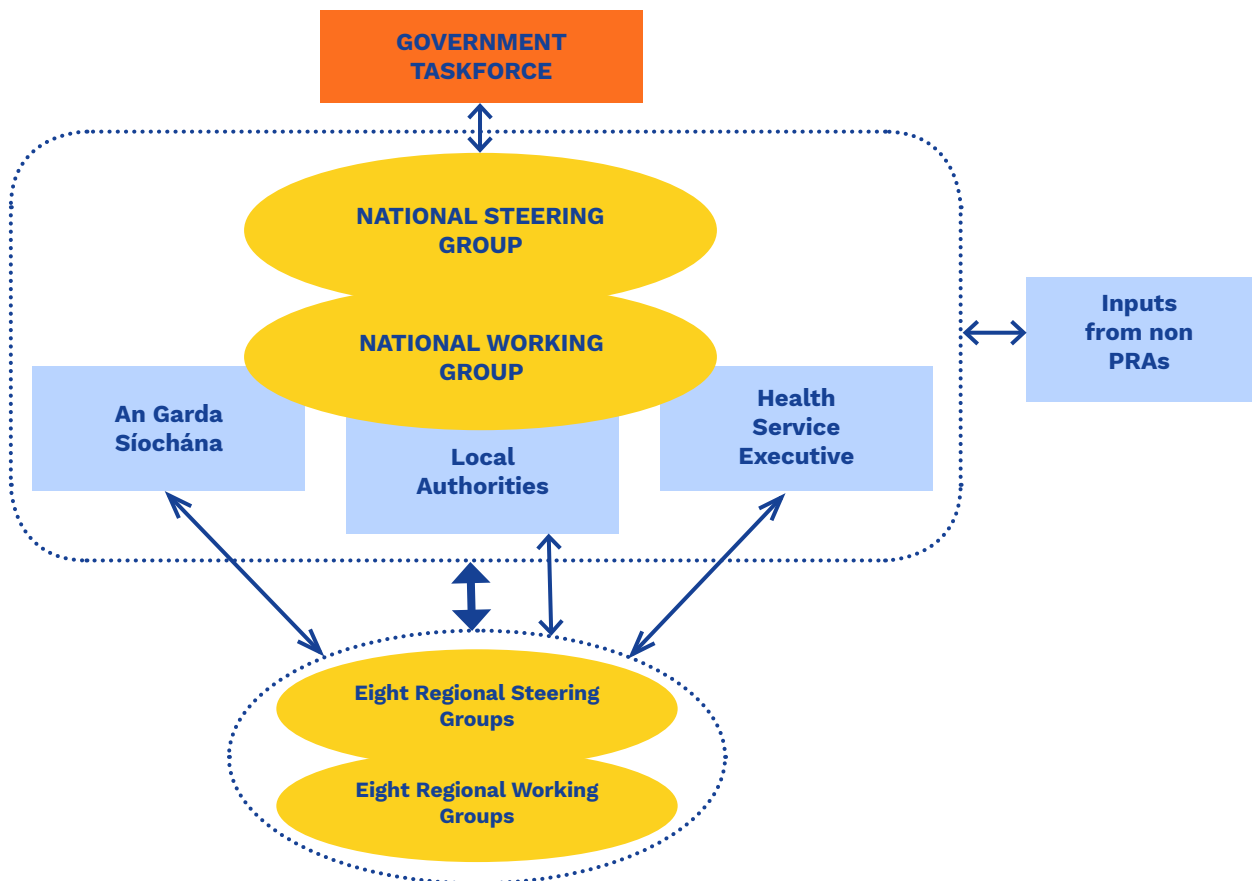 GOVERNMENT
TASKFORCE
NATIONAL STEERING
GROUP
NATIONAL WORKING
GROUP
Inputs
from non
PRAs
An Garda
Síochána
Local
Authorities
Health
Service
Executive
Eight Regional Steering
Groups
Eight Regional Working
Groups